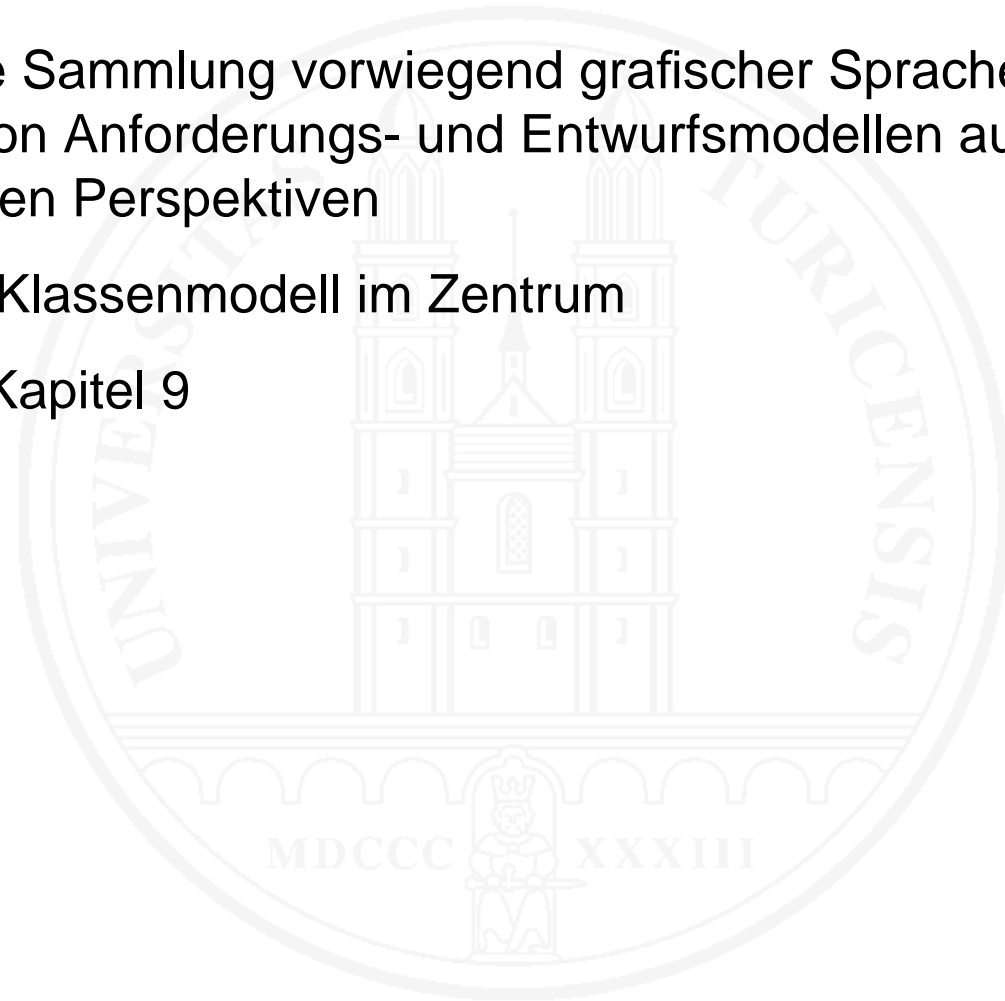 e Sammlung vorwiegend grafischer Sprache
on Anforderungs- und Entwurfsmodellen au
en Perspektiven
Klassenmodell im Zentrum
Kapitel 9
UNIVERSITAS TURICENSIS
MDCCC XXXIII